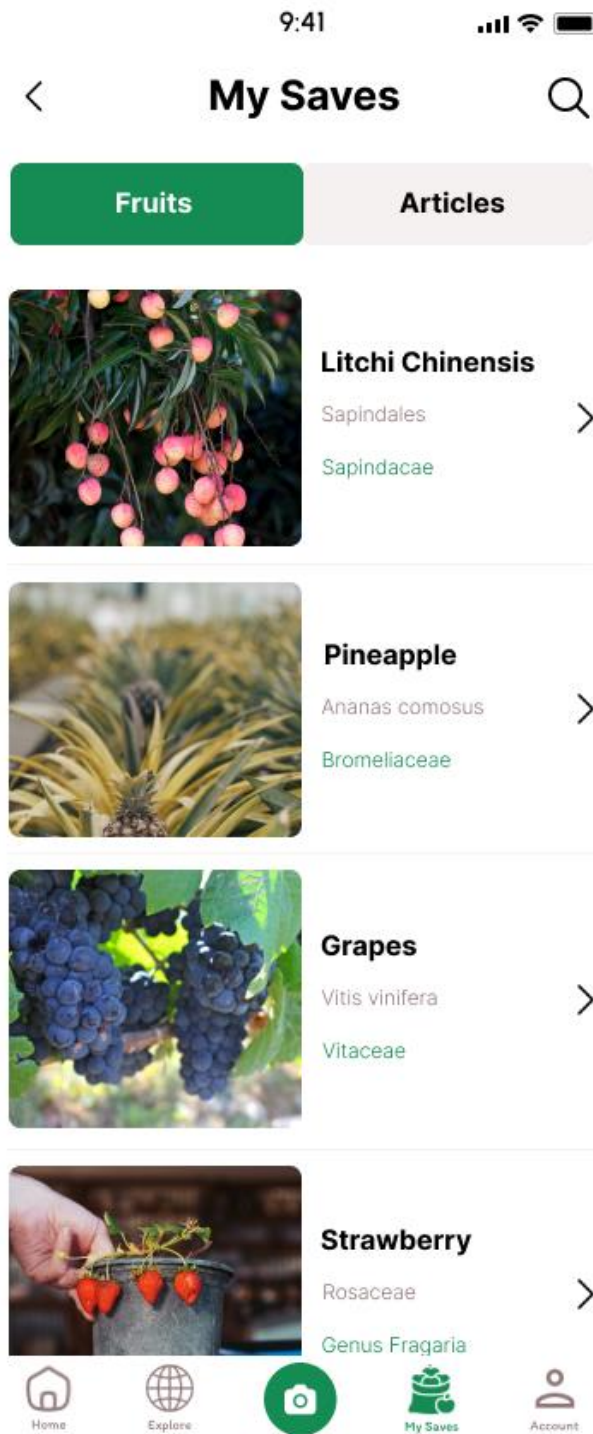 9:41
My Saves
Fruits
Articles
Litchi Chinensis
Sapindales
Sapindacae
Pineapple
Ananas comosus
Bromeliaceae
Grapes
Vitis vinifera
Vitaceae
Strawberry
Rosaceae
Genus Fragaria
Home
Explore
My Saves
Account